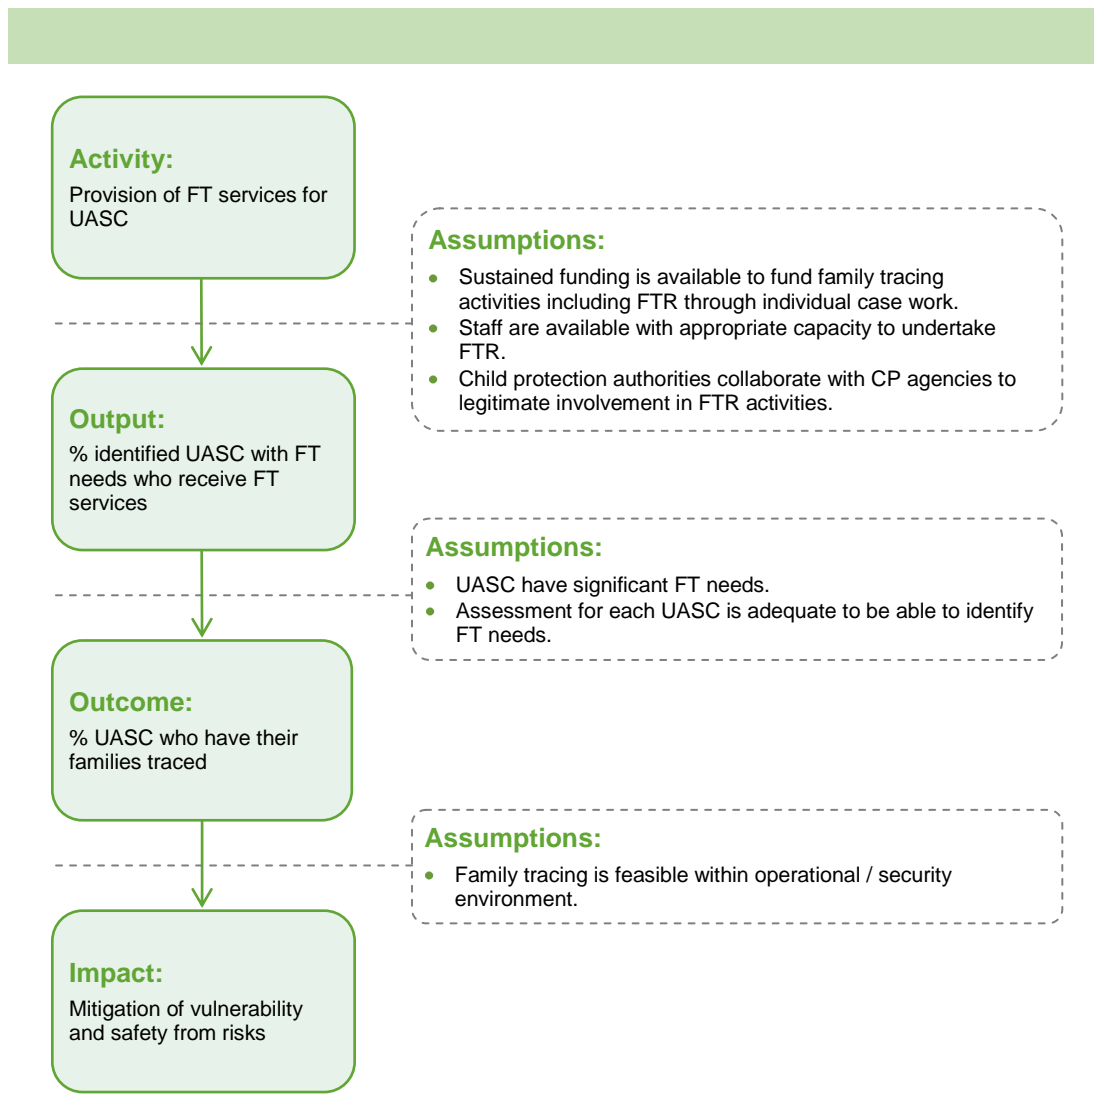 Activity:
Provision of FT services for
UASC
Assumptions:
• Sustained funding is available to fund family tracing
activities including FTR through individual case work.
• Staff are available with appropriate capacity to undertake
FTR.
• Child protection authorities collaborate with CP agencies to
legitimate involvement in FTR activities.
Output:
% identified UASC with FT
needs who receive FT
services
Assumptions:
• UASC have significant FT needs.
• Assessment for each UASC is adequate to be able to identify
FT needs.
Outcome:
% UASC who have their
families traced
Assumptions:
• Family tracing is feasible within operational / security
environment.
Impact:
Mitigation of vulnerability
and safety from risks